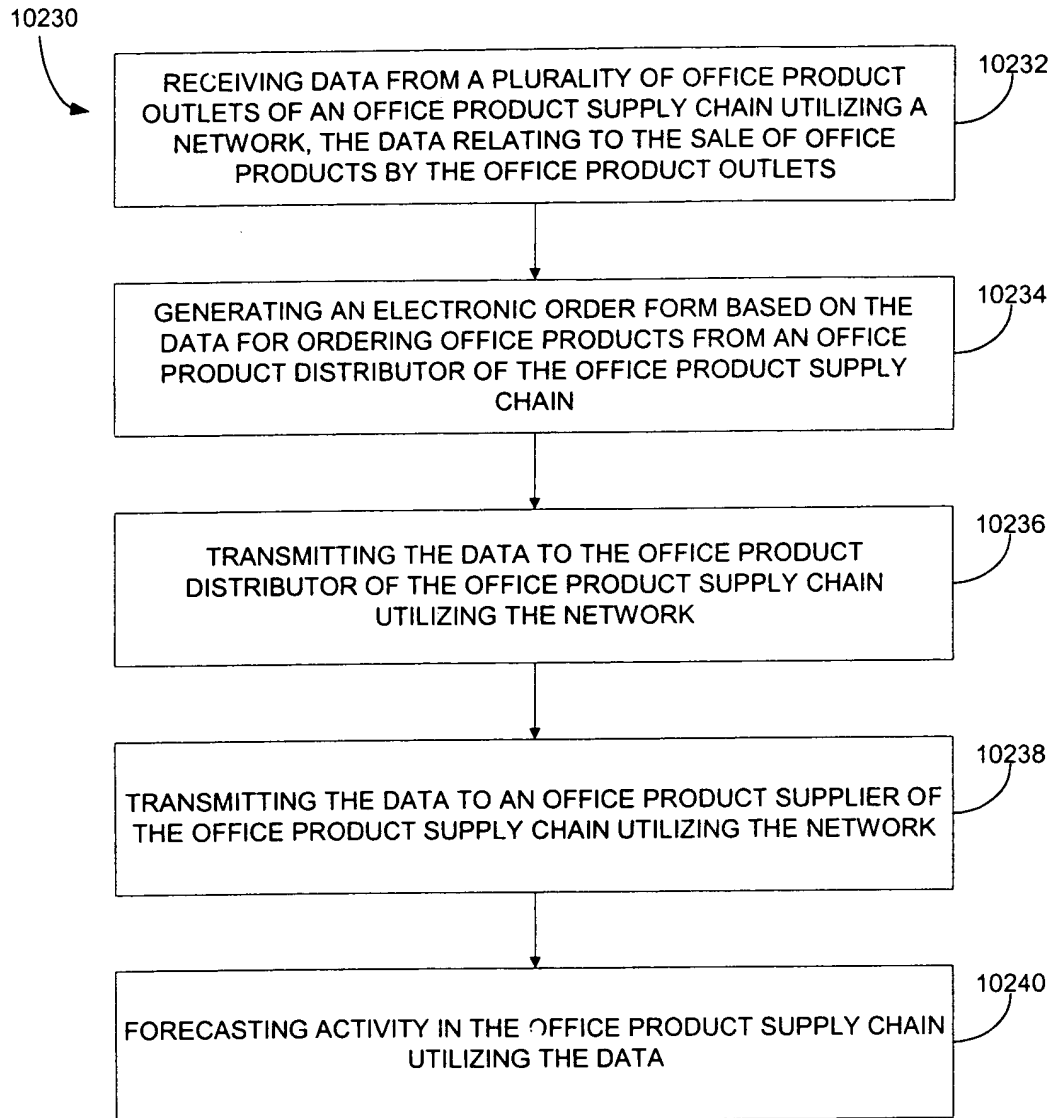 10230
RECEIVING DATA FROM A PLURALITY OF OFFICE PRODUCT
OUTLETS OF AN OFFICE PRODUCT SUPPLY CHAIN UTILIZING A
NETWORK, THE DATA RELATING TO THE SALE OF OFFICE
PRODUCTS BY THE OFFICE PRODUCT OUTLETS
10232
GENERATING AN ELECTRONIC ORDER FORM BASED ON THE
DATA FOR ORDERING OFFICE PRODUCTS FROM AN OFFICE
PRODUCT DISTRIBUTOR OF THE OFFICE PRODUCT SUPPLY
CHAIN
10234
TRANSMITTING THE DATA TO THE OFFICE PRODUCT
DISTRIBUTOR OF THE OFFICE PRODUCT SUPPLY CHAIN
UTILIZING THE NETWORK
10236
TRANSMITTING THE DATA TO AN OFFICE PRODUCT SUPPLIER OF
THE OFFICE PRODUCT SUPPLY CHAIN UTILIZING THE NETWORK
10238
FORECASTING ACTIVITY IN THE OFFICE PRODUCT SUPPLY CHAIN
UTILIZING THE DATA
10240